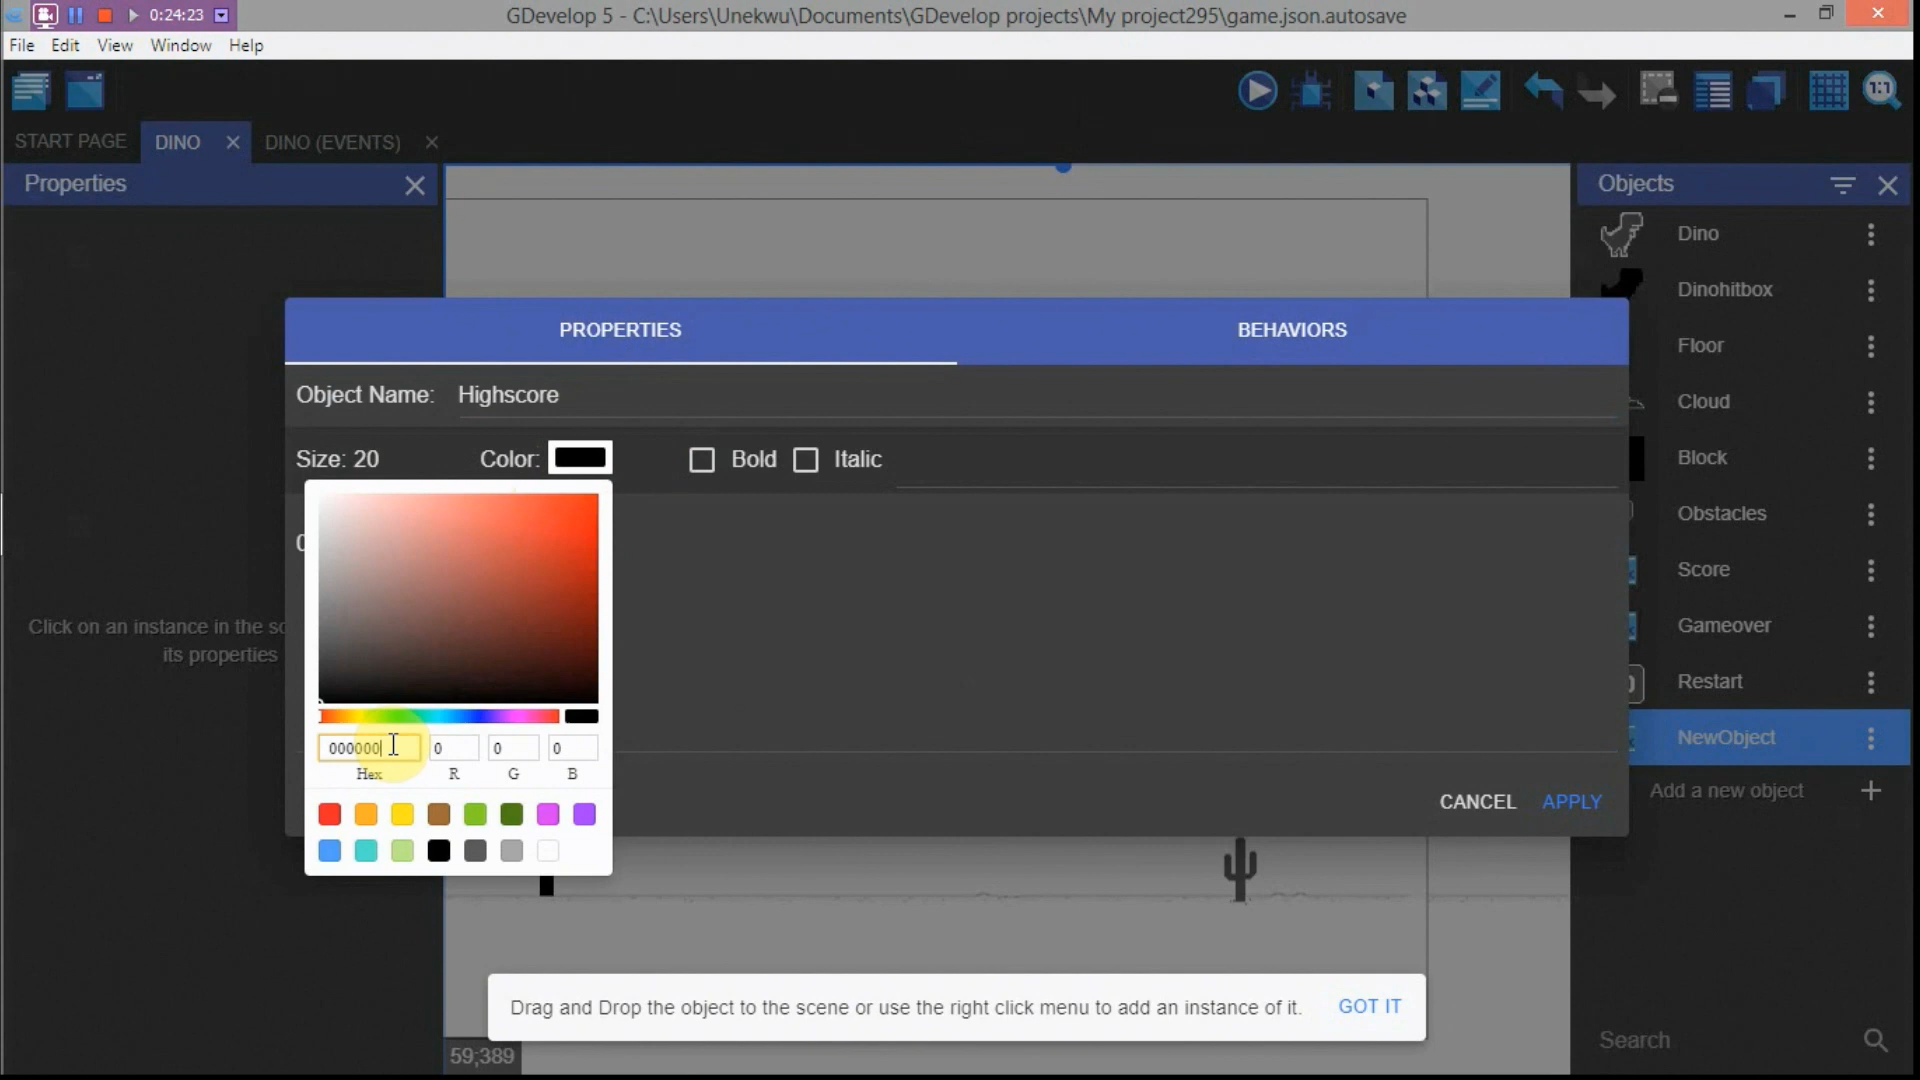 0:24:23
GDevelop 5 - C:\Users\Unekwu\Documents\GDevelop projects\My project295\game.json.autosave
File Edit View Window Help
1:1
START PAGE DINO DINO (EVENTS)
Properties
Objects
Dino
Dinohitbox
Floor
Cloud
Block
Obstacles
Score
Gameover
Restart
NewObject
Add a new object
Search
PROPERTIES BEHAVIORS
Object Name: Highscore
Size: 20 Color: Bold Italic
000000 0 0 0
Hex R G B
Click on an instance in the
its properties
CANCEL APPLY
Drag and Drop the object to the scene or use the right click menu to add an instance of it. GOT IT
59;389